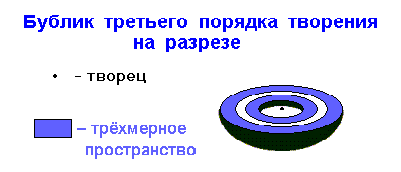 Бублик третьего порядка творения
на разрезе
• – творец
– трёхмерное
пространство